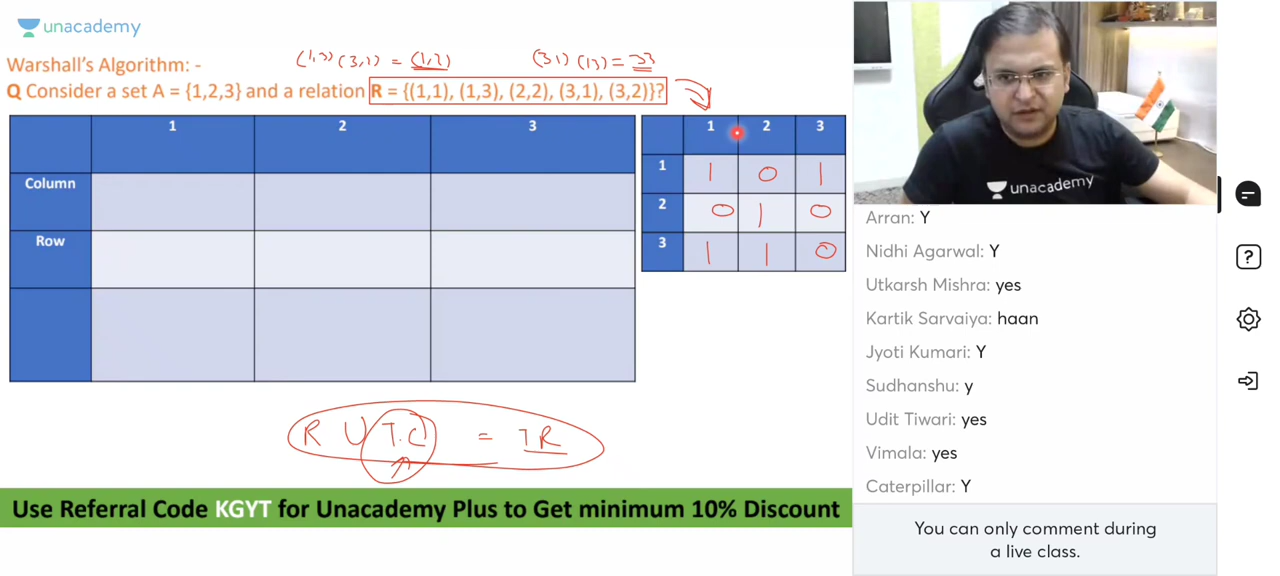 unacademy
(1,3) (3,1) = (1,1) (3,1) (1,3) = 33
Warshall's Algorithm: -
Q Consider a set A = {1,2,3} and a relation R = {(1,1), (1,3), (2,2), (3,1), (3,2)}?
1 2 3
Column
Row
1 2 3
1 1 0 1
2 0 1 0
3 1 1 0
R U T.C = TR
Use Referral Code KGYT for Unacademy Plus to Get minimum 10% Discount
unacademy
Arran: Y
Nidhi Agarwal: Y
Utkarsh Mishra: yes
Kartik Sarvaiya: haan
Jyoti Kumari: Y
Sudhanshu: y
Udit Tiwari: yes
Vimala: yes
Caterpillar: Y
You can only comment during
a live class.
?